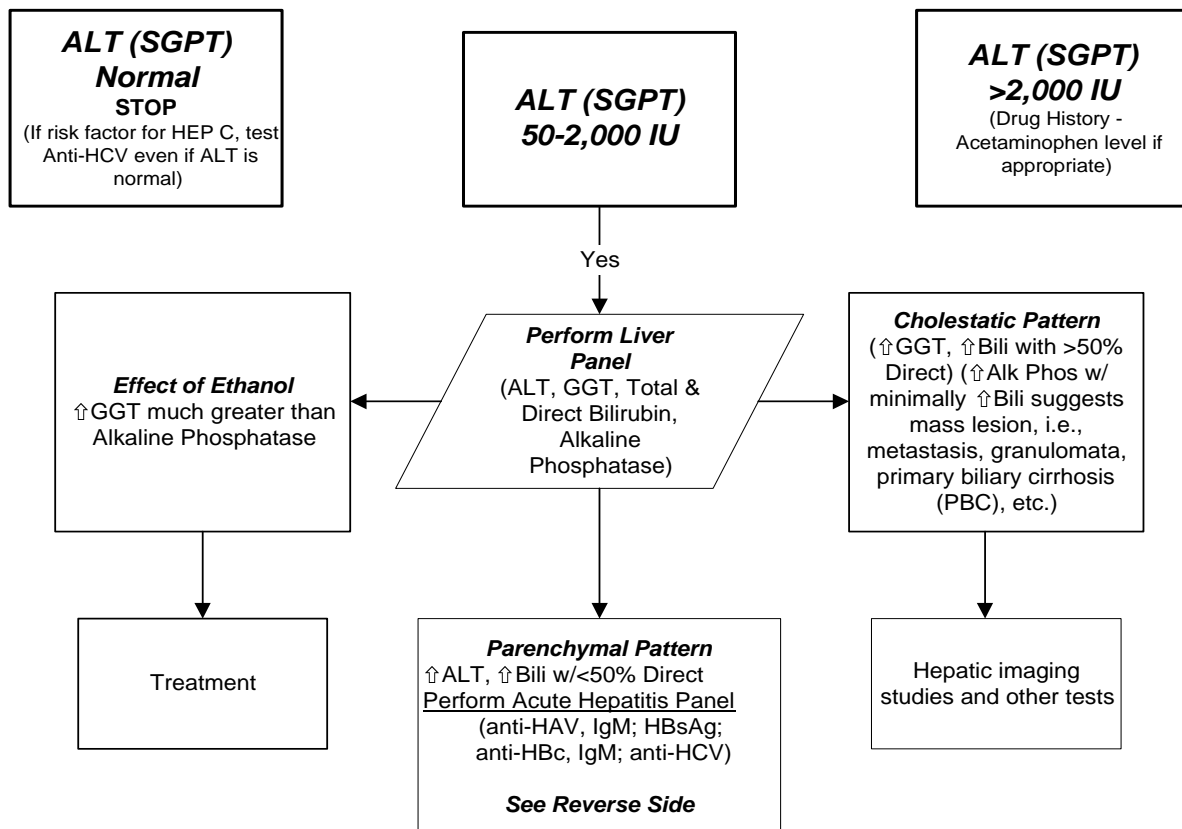 ALT (SGPT)
Normal
STOP
(If risk factor for HEP C, test
Anti-HCV even if ALT is
normal)
ALT (SGPT)
50-2,000 IU
ALT (SGPT)
>2,000 IU
(Drug History -
Acetaminophen level if
appropriate)
Yes
Effect of Ethanol
⇧GGT much greater than
Alkaline Phosphatase
Perform Liver
Panel
(ALT, GGT, Total &
Direct Bilirubin,
Alkaline
Phosphatase)
Cholestatic Pattern
(⇧GGT, ⇧Bili with >50%
Direct) (⇧Alk Phos w/
minimally ⇧Bili suggests
mass lesion, i.e.,
metastasis, granulomata,
primary biliary cirrhosis
(PBC), etc.)
Treatment
Parenchymal Pattern
⇧ALT, ⇧Bili w/<50% Direct
Perform Acute Hepatitis Panel
(anti-HAV, IgM; HBsAg;
anti-HBc, IgM; anti-HCV)
See Reverse Side
Hepatic imaging
studies and other tests